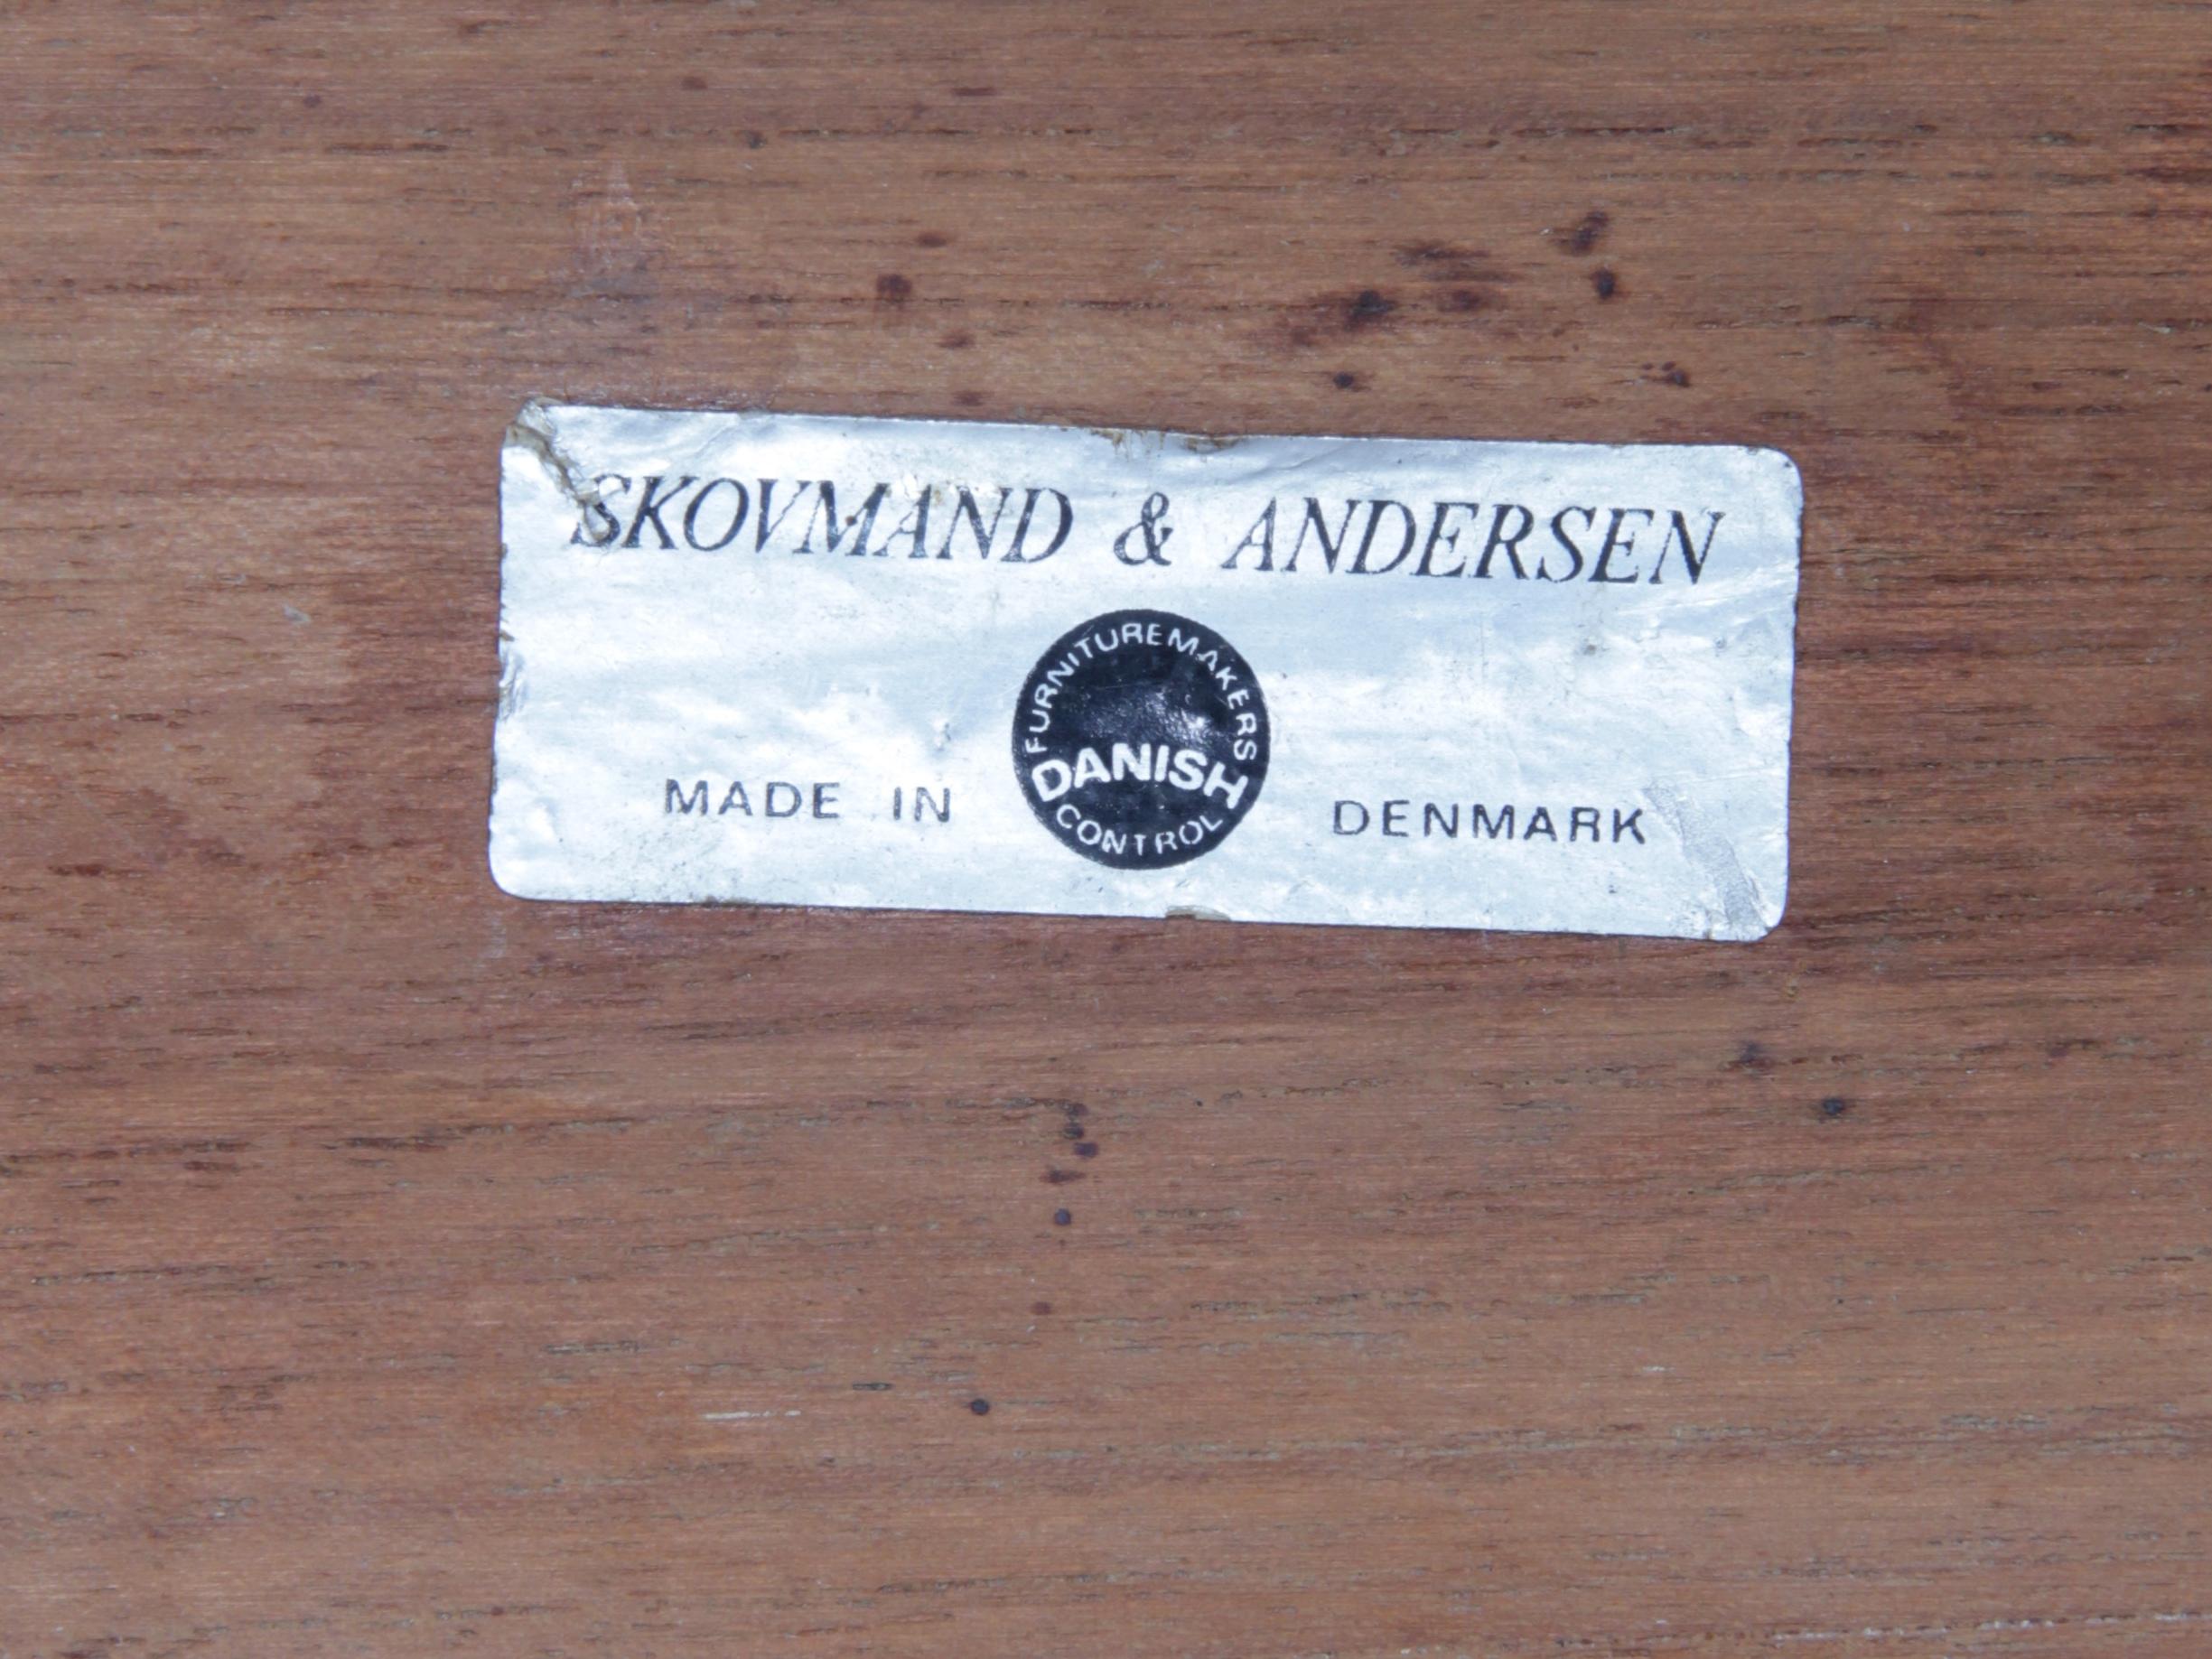 SKOVMAND & ANDERSEN
FURNITUREMAKERS
DANISH
CONTROL
MADE IN DENMARK